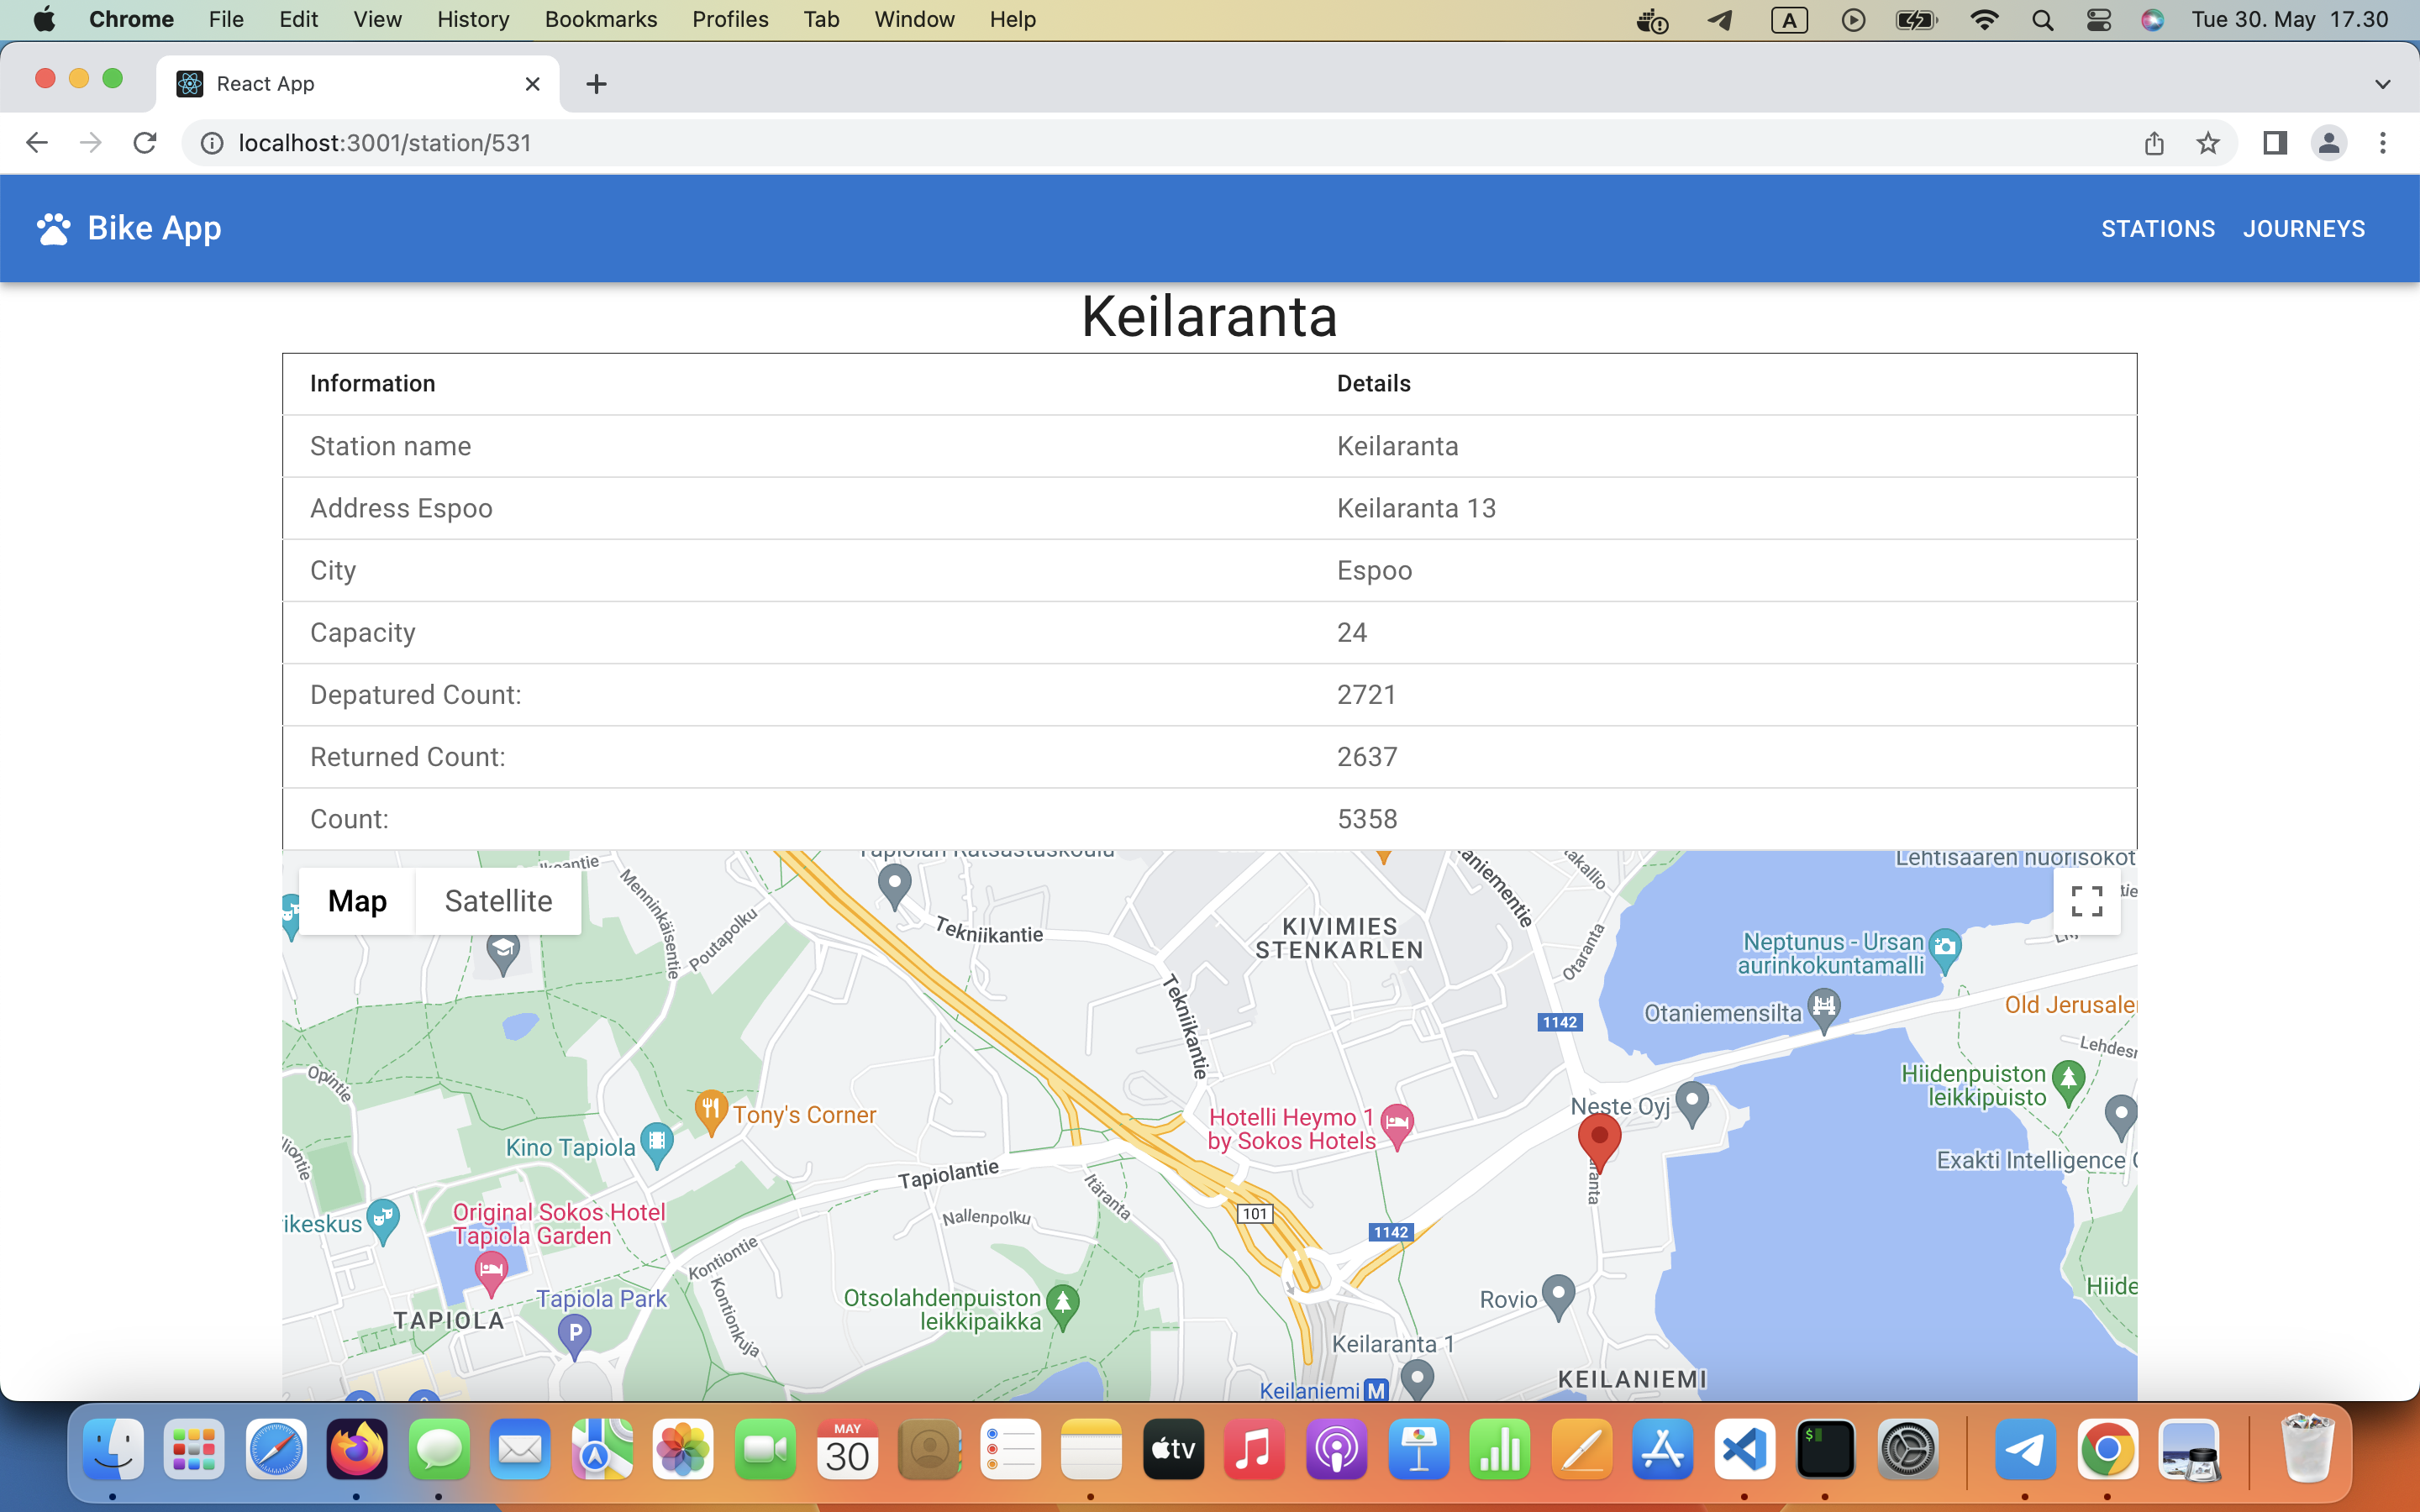 Chrome File Edit View History Bookmarks Profiles Tab Window Help A Tue 30. May 17.30
React App
localhost:3001/station/531
Bike App STATIONS JOURNEYS
Keilaranta
Information Details
Station name Keilaranta
Address Espoo Keilaranta 13
City Espoo
Capacity 24
Depatured Count: 2721
Returned Count: 2637
Count: 5358
Map Satellite
Menninkäisentie
Poutapolku
Tekniikantie
KIVIMIES
STENKARLEN
Otaranta
Neptunus - Ursan
aurinkokuntamalli
Tekniikantie
Otaniemensilta
Old Jerusale
1142
Opintie
Hiidenpuiston
leikkipuisto
Tony's Corner
Kino Tapiola
Hotelli Heymo 1
by Sokos Hotels
Neste Oyj
Exakti Intelligence
Tapiolantie
Itäranta
Original Sokos Hotel
Tapiola Garden
Nallenpolku
101
1142
Kontiontie
Kontionkuja
Tapiola Park
TAPIOLA
P
Otsolahdenpuiston
leikkipaikka
Rovio
Hiide
Keilaranta 1
Keilaniemi M
KEILANIEMI
MAY
30
tv
$